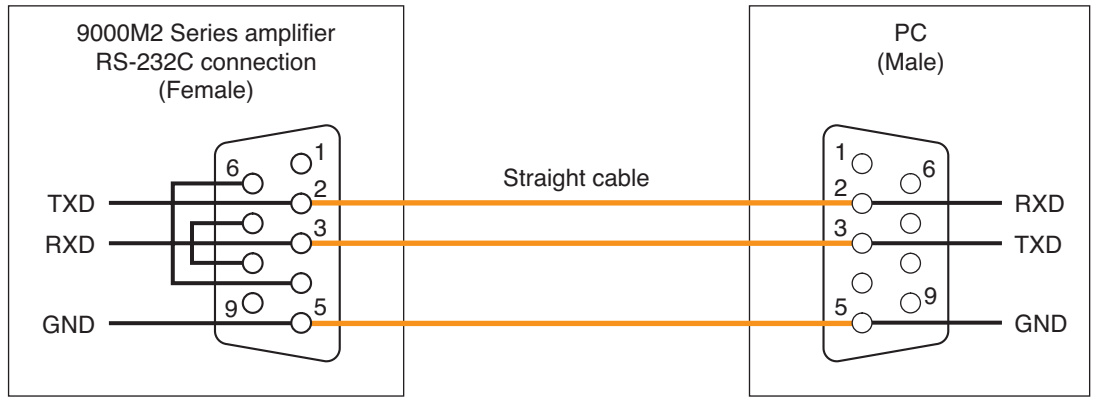 9000M2 Series amplifier
RS-232C connection
(Female)
PC
(Male)
Straight cable
TXD
RXD
GND
6
9
1
2
3
5
1
2
3
5
6
9
RXD
TXD
GND